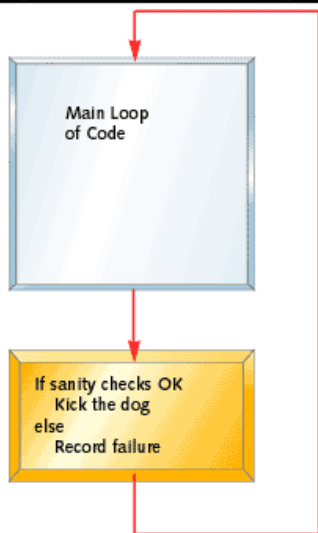 Main Loop
of Code
If sanity checks OK
Kick the dog
else
Record failure